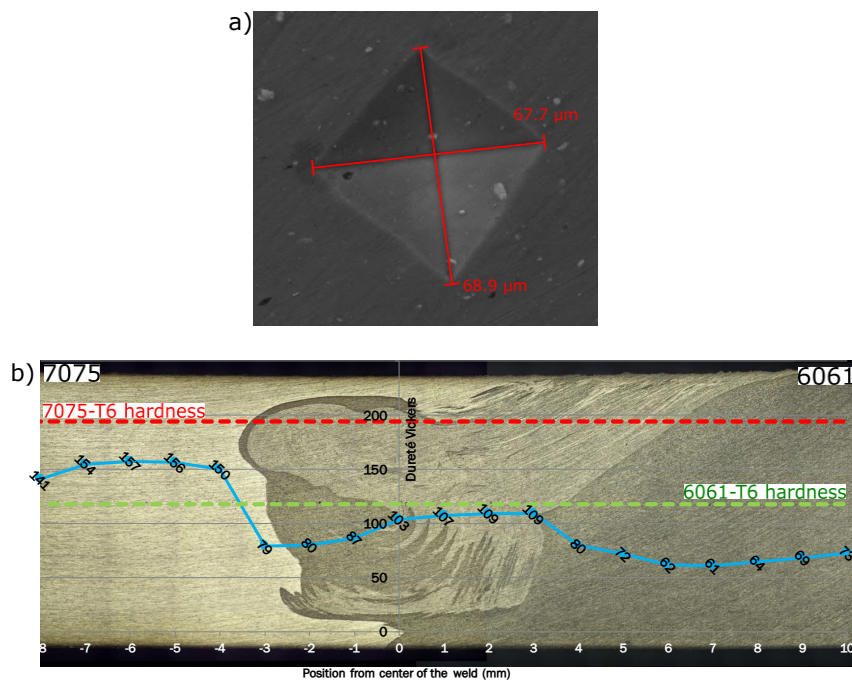 a)
67.7 µm
68.9 µm
b)
7075
6061
7075-T6 hardness
200
Dureté Vickers
150
6061-T6 hardness
100
50
0
141
154
157
156
150
79
80
87
103
107
109
109
80
72
62
61
64
69
73
-8 -7 -6 -5 -4 -3 -2 -1 0 1 2 3 4 5 6 7 8 9 10
Position from center of the weld (mm)